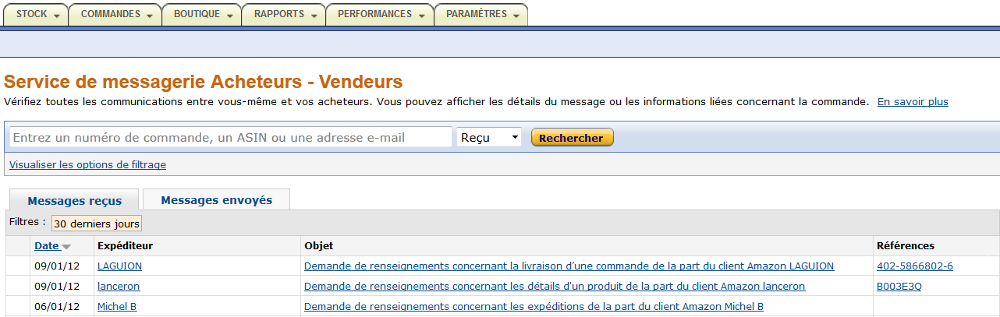 STOCK COMMANDES BOUTIQUE RAPPORTS PERFORMANCES PARAMÈTRES
Service de messagerie Acheteurs - Vendeurs
Vérifiez toutes les communications entre vous-même et vos acheteurs. Vous pouvez afficher les détails du message ou les informations liées concernant la commande. En savoir plus
Entrez un numéro de commande, un ASIN ou une adresse e-mail Reçu Rechercher
Visualiser les options de filtrage
Messages reçus Messages envoyés
Filtres : 30 derniers jours
Date Expéditeur Objet Références
09/01/12 LAGUION Demande de renseignements concernant la livraison d'une commande de la part du client Amazon LAGUION 402-5866802-6
09/01/12 lanceron Demande de renseignements concernant les détails d'un produit de la part du client Amazon lanceron B003E3Q
06/01/12 Michel B Demande de renseignements concernant les expéditions de la part du client Amazon Michel B